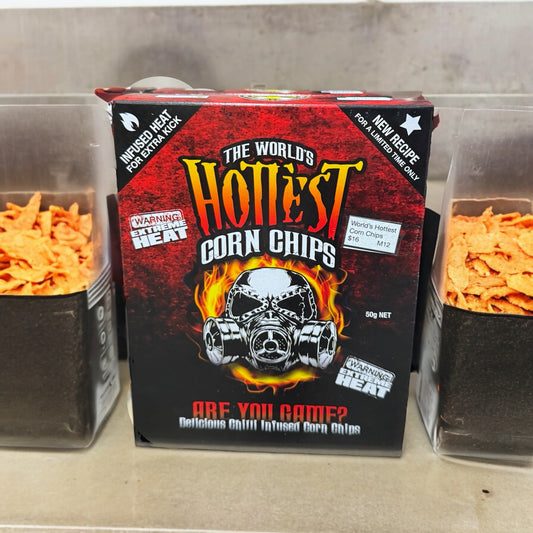 INFUSED HEAT
FOR EXTRA KICK
NEW RECIPE
FOR A LIMITED TIME ONLY
THE WORLD'S
HOTTEST
CORN CHIPS
WARNING
EXTREME
HEAT
World's Hottest
Corn Chips
$16 M12
50g NET
WARNING
EXTREME
HEAT
ARE YOU GAME?
Delicious Chilli Infused Corn Chips